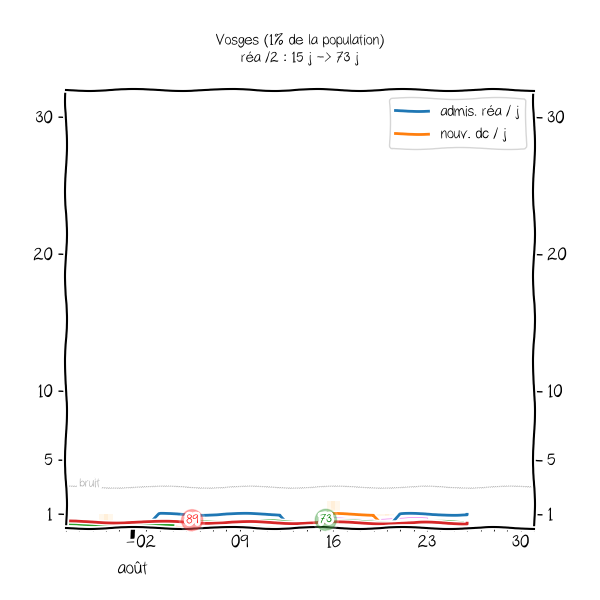 Vosges (1% de la population)
réa /2 : 15 j -> 73 j
admis. réa / j
nouv. dc / j
30
30
20
20
10
10
5
5
bruit
1
1
89
73
02
09
16
23
30
août